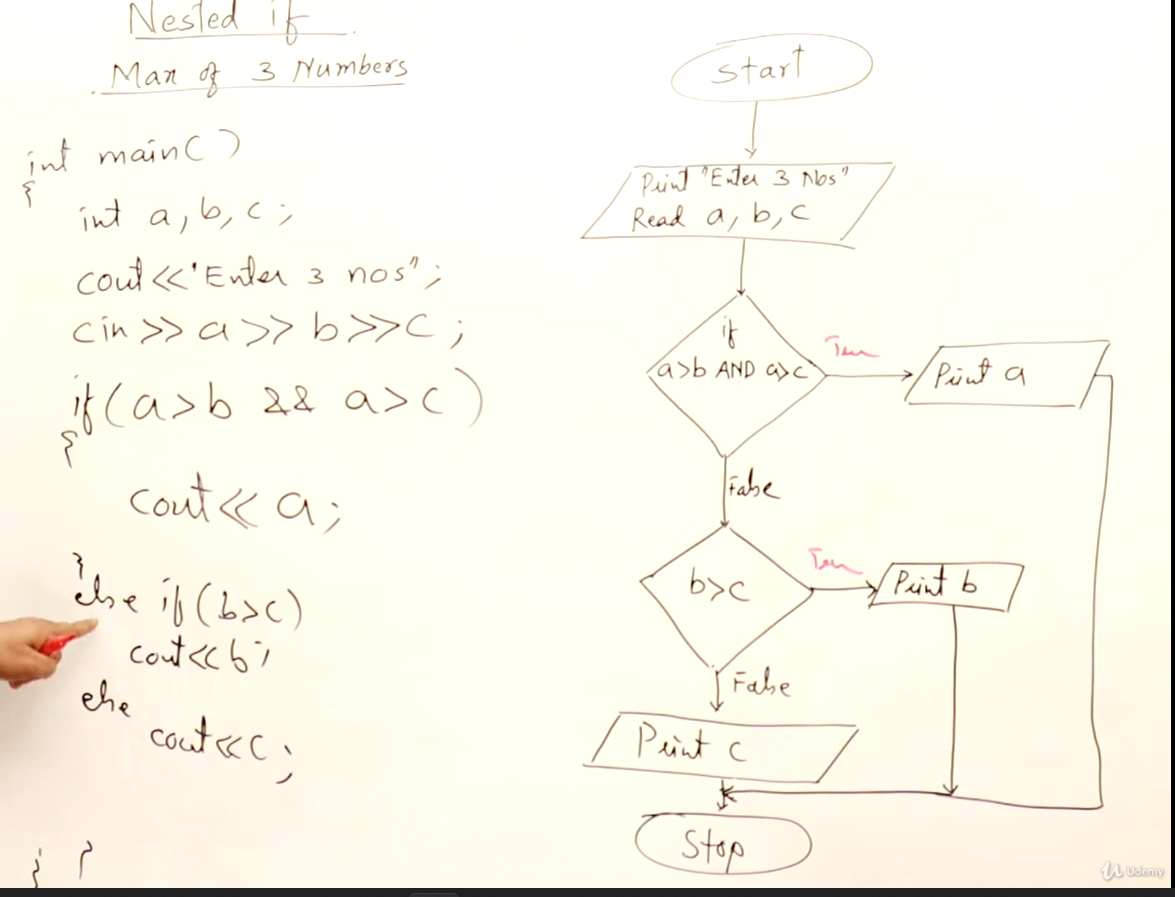 Nested if
Max of 3 Numbers
int main()
{
int a, b, c;
cout<<'Enter 3 nos";
cin>>a>>b>>c;
if(a>b && a>c)
{
cout<<a;
}
else if(b>c)
cout<<b;
else
cout<<c;
} }
Start
Print "Enter 3 Nos"
Read a, b, c
if
a>b AND a>c
True
Print a
False
b>c
True
Print b
False
Print c
Stop
Udemy